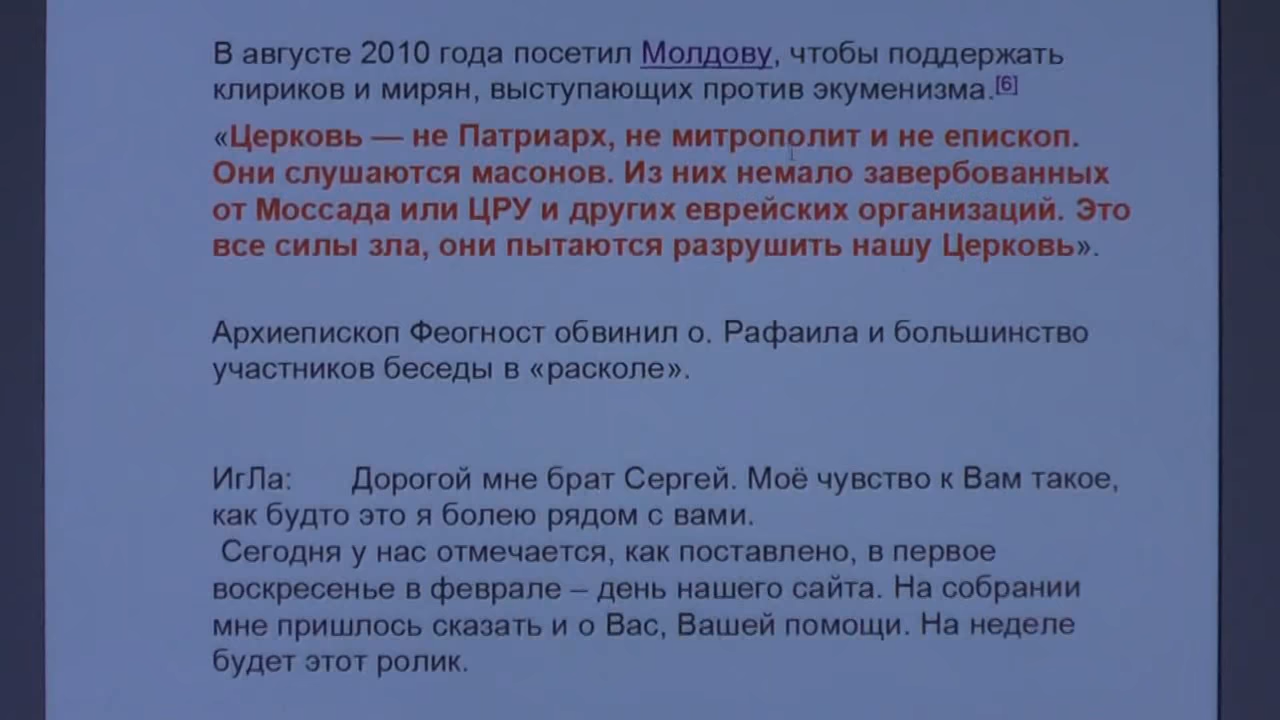 В августе 2010 года посетил Молдову, чтобы поддержать
клириков и мирян, выступающих против экуменизма.[6]
«Церковь — не Патриарх, не митрополит и не епископ.
Они слушаются масонов. Из них немало завербованных
от Моссада или ЦРУ и других еврейских организаций. Это
все силы зла, они пытаются разрушить нашу Церковь».
Архиепископ Феогност обвинил о. Рафаила и большинство
участников беседы в «расколе».
ИгЛа: Дорогой мне брат Сергей. Моё чувство к Вам такое,
как будто это я болею рядом с вами.
Сегодня у нас отмечается, как поставлено, в первое
воскресенье в феврале – день нашего сайта. На собрании
мне пришлось сказать и о Вас, Вашей помощи. На неделе
будет этот ролик.